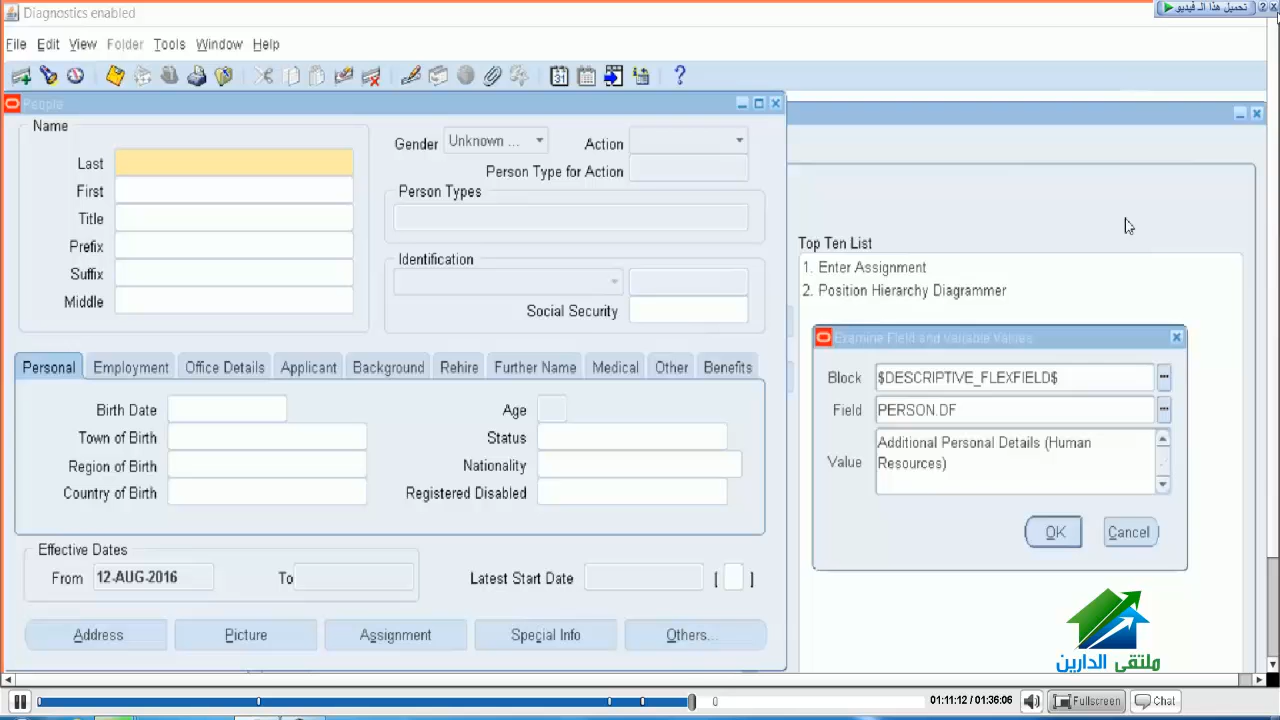 Diagnostics enabled
تحميل هذا الـ فيديو
File Edit View Folder Tools Window Help
People
Name
Last
First
Title
Prefix
Suffix
Middle
Gender Unknown ... Action
Person Type for Action
Person Types
Identification
Social Security
Personal Employment Office Details Applicant Background Rehire Further Name Medical Other Benefits
Birth Date
Town of Birth
Region of Birth
Country of Birth
Age
Status
Nationality
Registered Disabled
Effective Dates
From 12-AUG-2016 To
Latest Start Date [ ]
Address Picture Assignment Special Info Others...
Top Ten List
1. Enter Assignment
2. Position Hierarchy Diagrammer
Examine Field and Variable Values
Block $DESCRIPTIVE_FLEXFIELD$
Field PERSON.DF
Value Additional Personal Details (Human
Resources)
OK Cancel
ملتقى الدارين
0 01:11:12 / 01:36:06 Fullscreen Chat